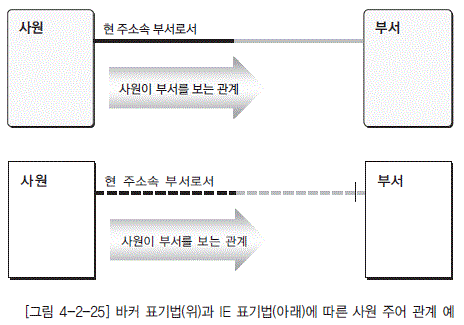 사원
현 주소속 부서로서
부서
사원이 부서를 보는 관계
사원
현 주소속 부서로서
부서
사원이 부서를 보는 관계
[그림 4-2-25] 바커 표기법(위)과 IE 표기법(아래)에 따른 사원 주어 관계 예